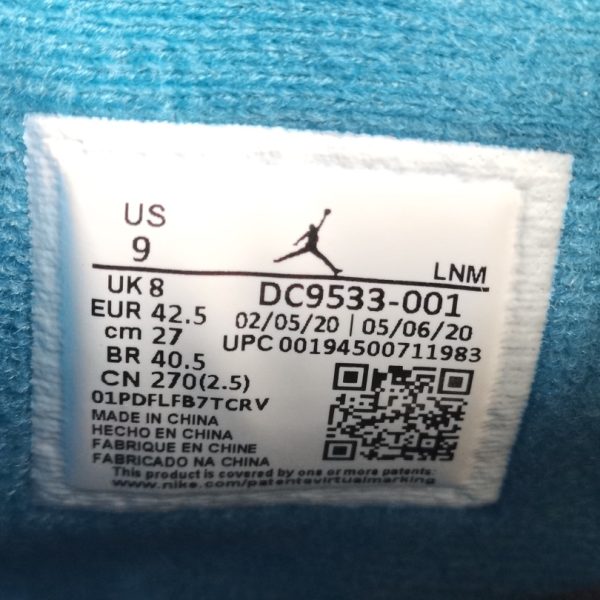 US
9
LNM
UK 8
EUR 42.5
cm 27
BR 40.5
CN 270(2.5)
DC9533-001
02/05/20 | 05/06/20
UPC 00194500711983
01PDFLFB7TCRV
MADE IN CHINA
HECHO EN CHINA
FABRIQUE EN CHINE
FABRICADO NA CHINA
This product is covered by one or more patents:
www.nike.com/patentsvirtualmarking